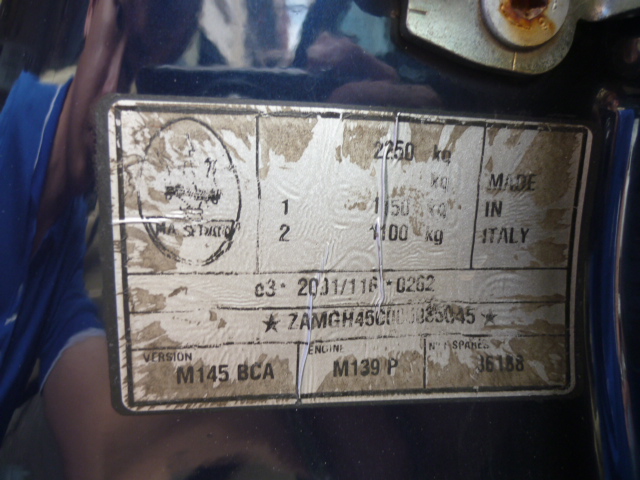 MASERATI
2250 kg
kg
1 1150 kg
2 1100 kg
MADE
IN
ITALY
e3* 2001/116 *0262
VERSION
M145 BCA
ENGINE
M139 P
N° F. SPARES